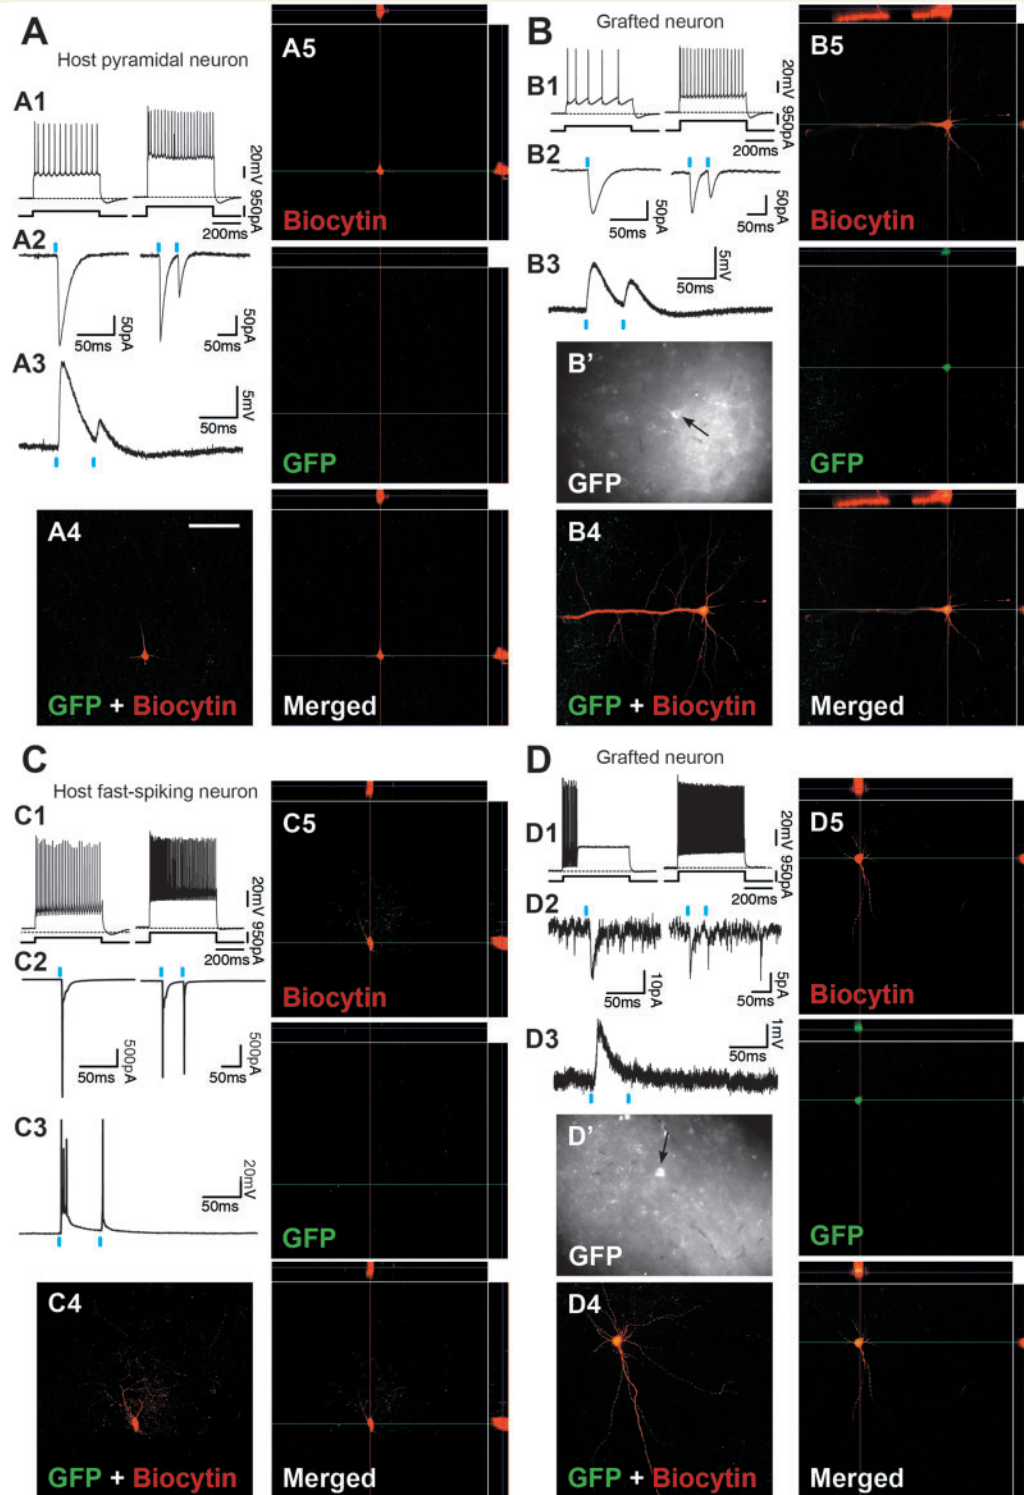 A
Host pyramidal neuron
A1
20mV
950pA
200ms
A2
50ms
50pA
50ms
50pA
A3
50ms
5mV
A4
GFP + Biocytin
A5
Biocytin
GFP
Merged
B
Grafted neuron
B1
20mV
950pA
200ms
B2
50ms
50pA
50ms
50pA
B3
50ms
5mV
B'
GFP
B4
GFP + Biocytin
B5
Biocytin
GFP
Merged
C
Host fast-spiking neuron
C1
20mV
950pA
200ms
C2
50ms
500pA
50ms
500pA
C3
50ms
20mV
C4
GFP + Biocytin
C5
Biocytin
GFP
Merged
D
Grafted neuron
D1
20mV
950pA
200ms
D2
50ms
10pA
50ms
5pA
D3
50ms
1mV
D'
GFP
D4
GFP + Biocytin
D5
Biocytin
GFP
Merged